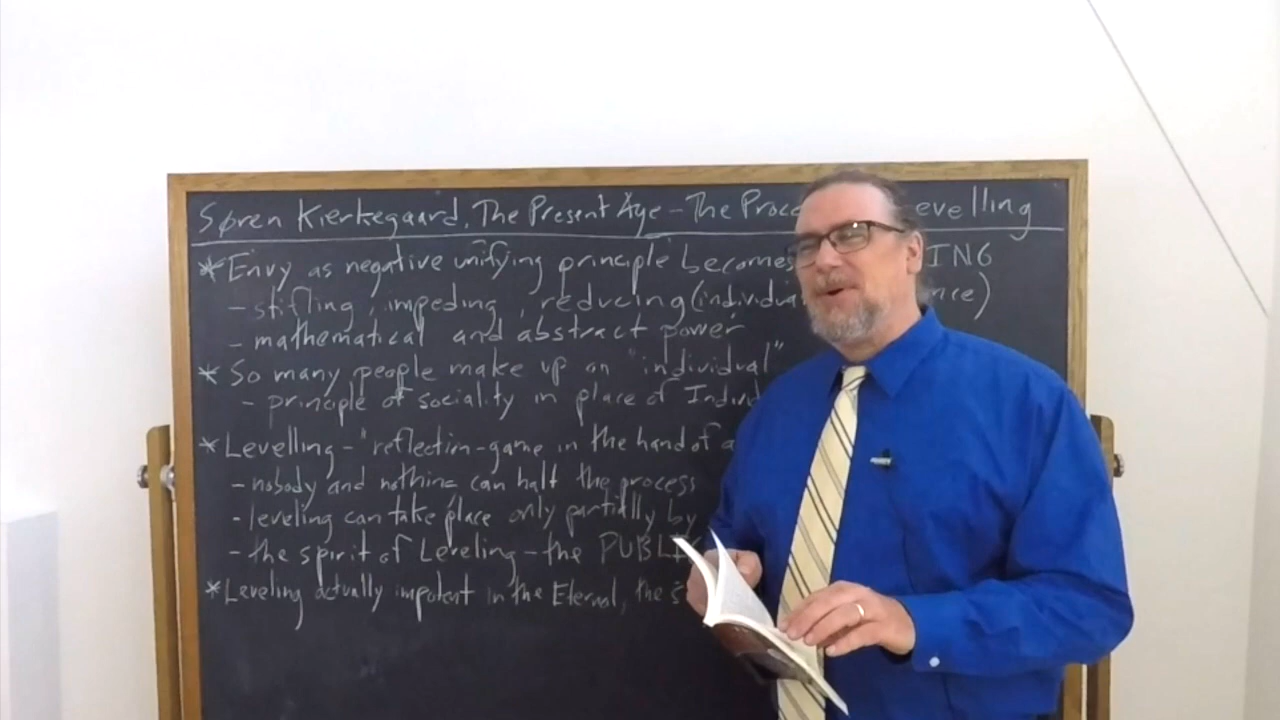 Søren Kierkegaard, The Present Age - The Proc evelling
* Envy as negative unifying principle becomes ING
- stifling, impeding, reducing (individua nce)
- mathematical and abstract power
* So many people make up an "individual"
- principle of sociality in place of Individ
* Levelling - "reflection-game in the hand of a
- nobody and nothing can halt the process
- leveling can take place only partially by
- the spirit of Leveling - the PUBLI
* Leveling actually impotent in the Eternal, the s